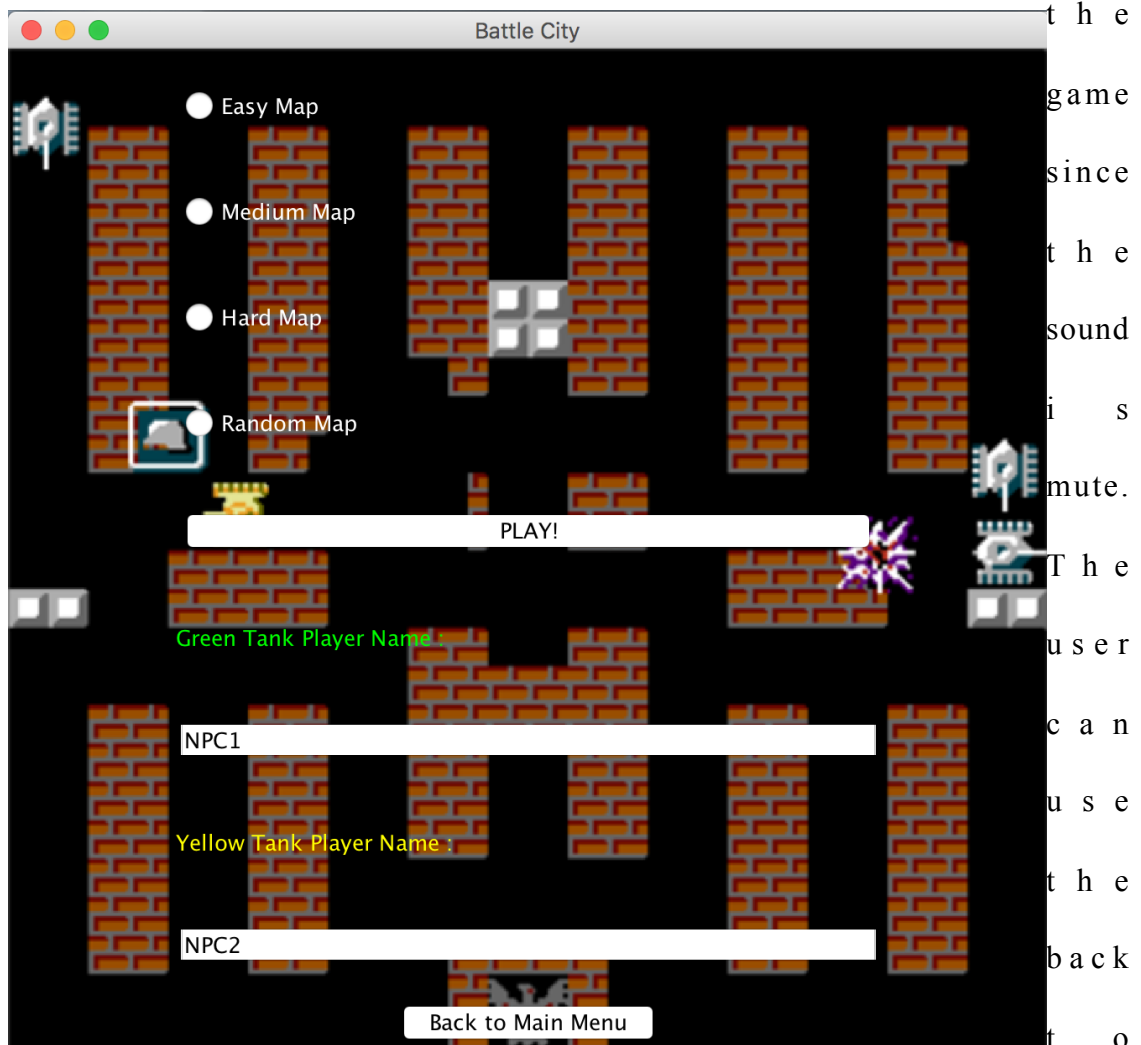 Battle City
Easy Map
Medium Map
Hard Map
Random Map
PLAY!
Green Tank Player Name :
NPC1
Yellow Tank Player Name :
NPC2
Back to Main Menu
the
game
since
the
sound
is
mute.
The
user
can
use
the
back
to